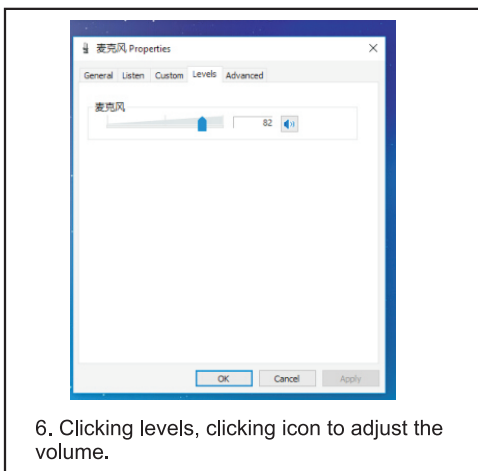 麦克风 Properties
General Listen Custom Levels Advanced
麦克风
82
OK Cancel Apply
6. Clicking levels, clicking icon to adjust the
volume.